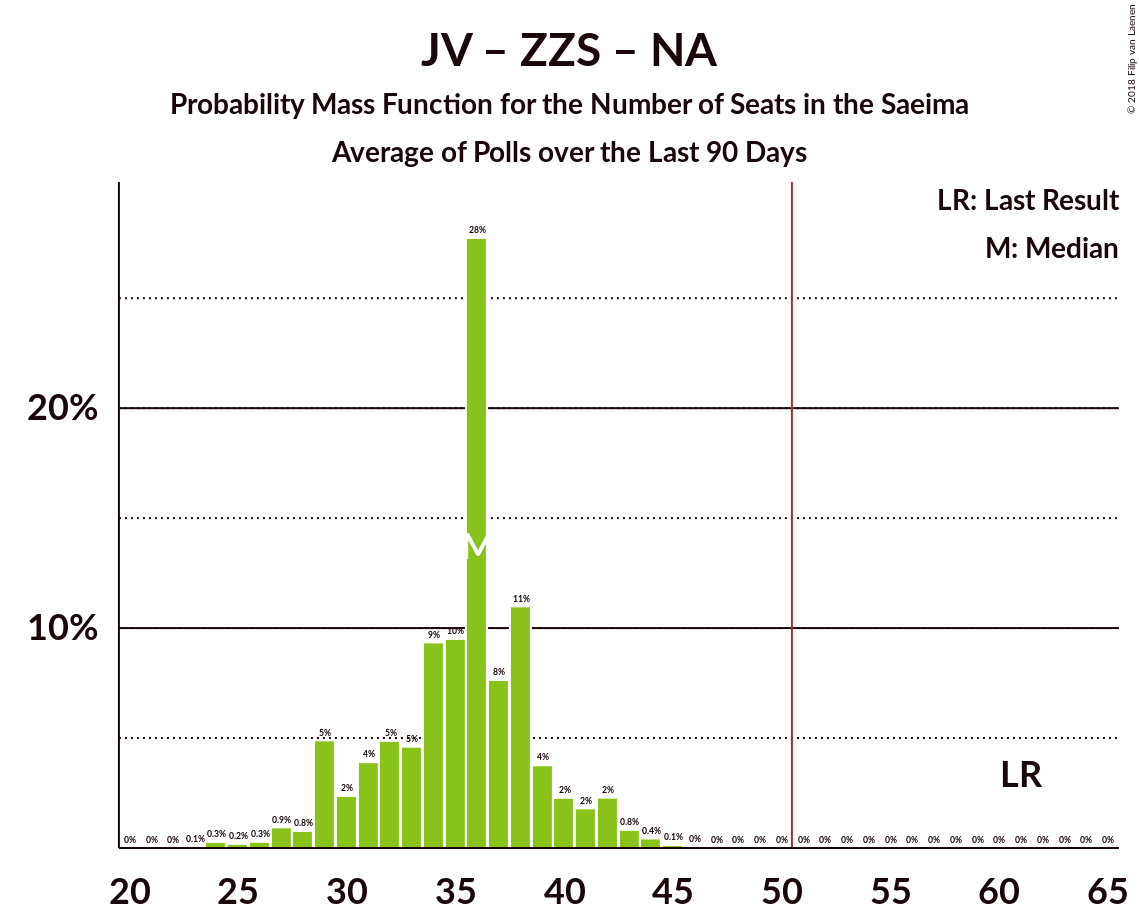 JV – ZZS – NA
Probability Mass Function for the Number of Seats in the Saeima
Average of Polls over the Last 90 Days
© 2018 Filip van Laenen
LR: Last Result
M: Median
28%
20%
M
11%
10%
9% 10%
8%
5% 2% 4% 5% 5%
4% 2% 2% 2%
LR
0% 0% 0% 0.1% 0.3% 0.2% 0.3% 0.9% 0.8%
0.8% 0.4% 0.1% 0% 0% 0% 0% 0% 0% 0% 0% 0% 0% 0% 0% 0% 0% 0% 0% 0% 0% 0% 0%
20 25 30 35 40 45 50 55 60 65